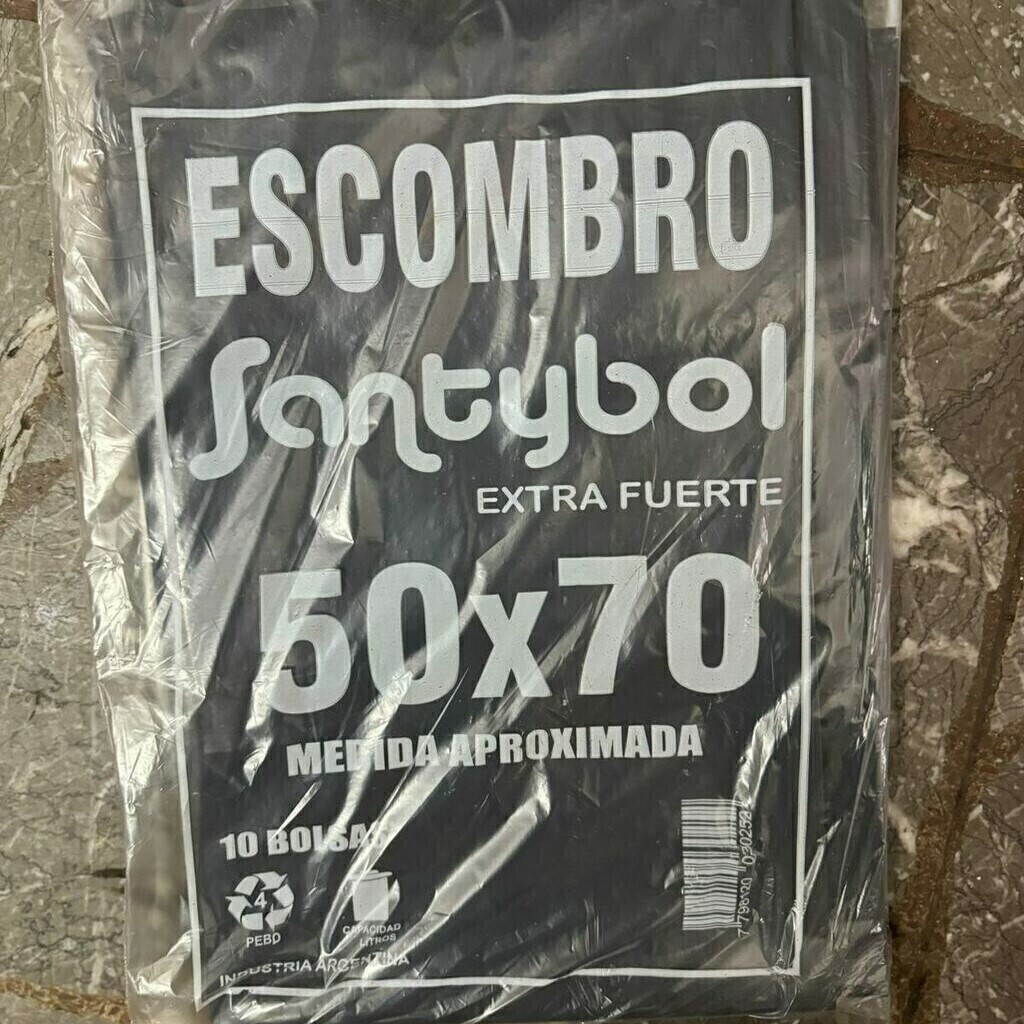 ESCOMBRO
Santybol
EXTRA FUERTE
50x70
MEDIDA APROXIMADA
10 BOLSAS
4
PEBD
CAPACIDAD
LITROS
INDUSTRIA ARGENTINA